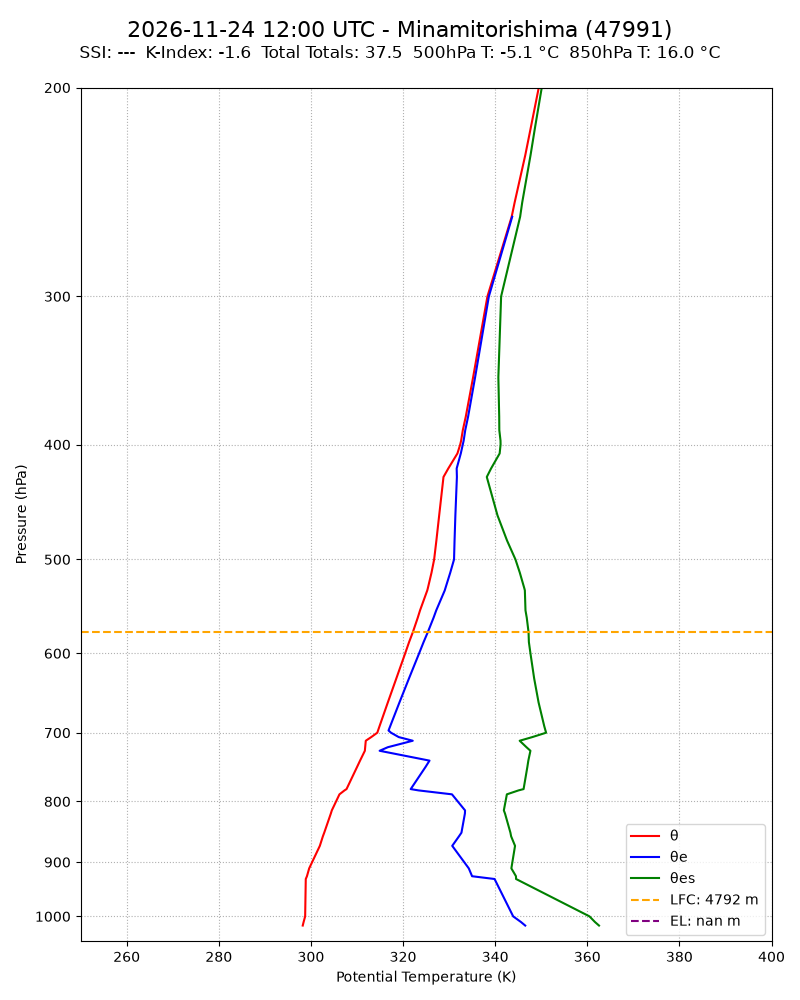 2026-11-24 12:00 UTC - Minamitorishima (47991)
SSI: ---  K-Index: -1.6  Total Totals: 37.5  500hPa T: -5.1 °C  850hPa T: 16.0 °C
200
300
400
500
600
700
800
900
1000
Pressure (hPa)
260
280
300
320
340
360
380
400
Potential Temperature (K)
θ
θe
θes
LFC: 4792 m
EL: nan m